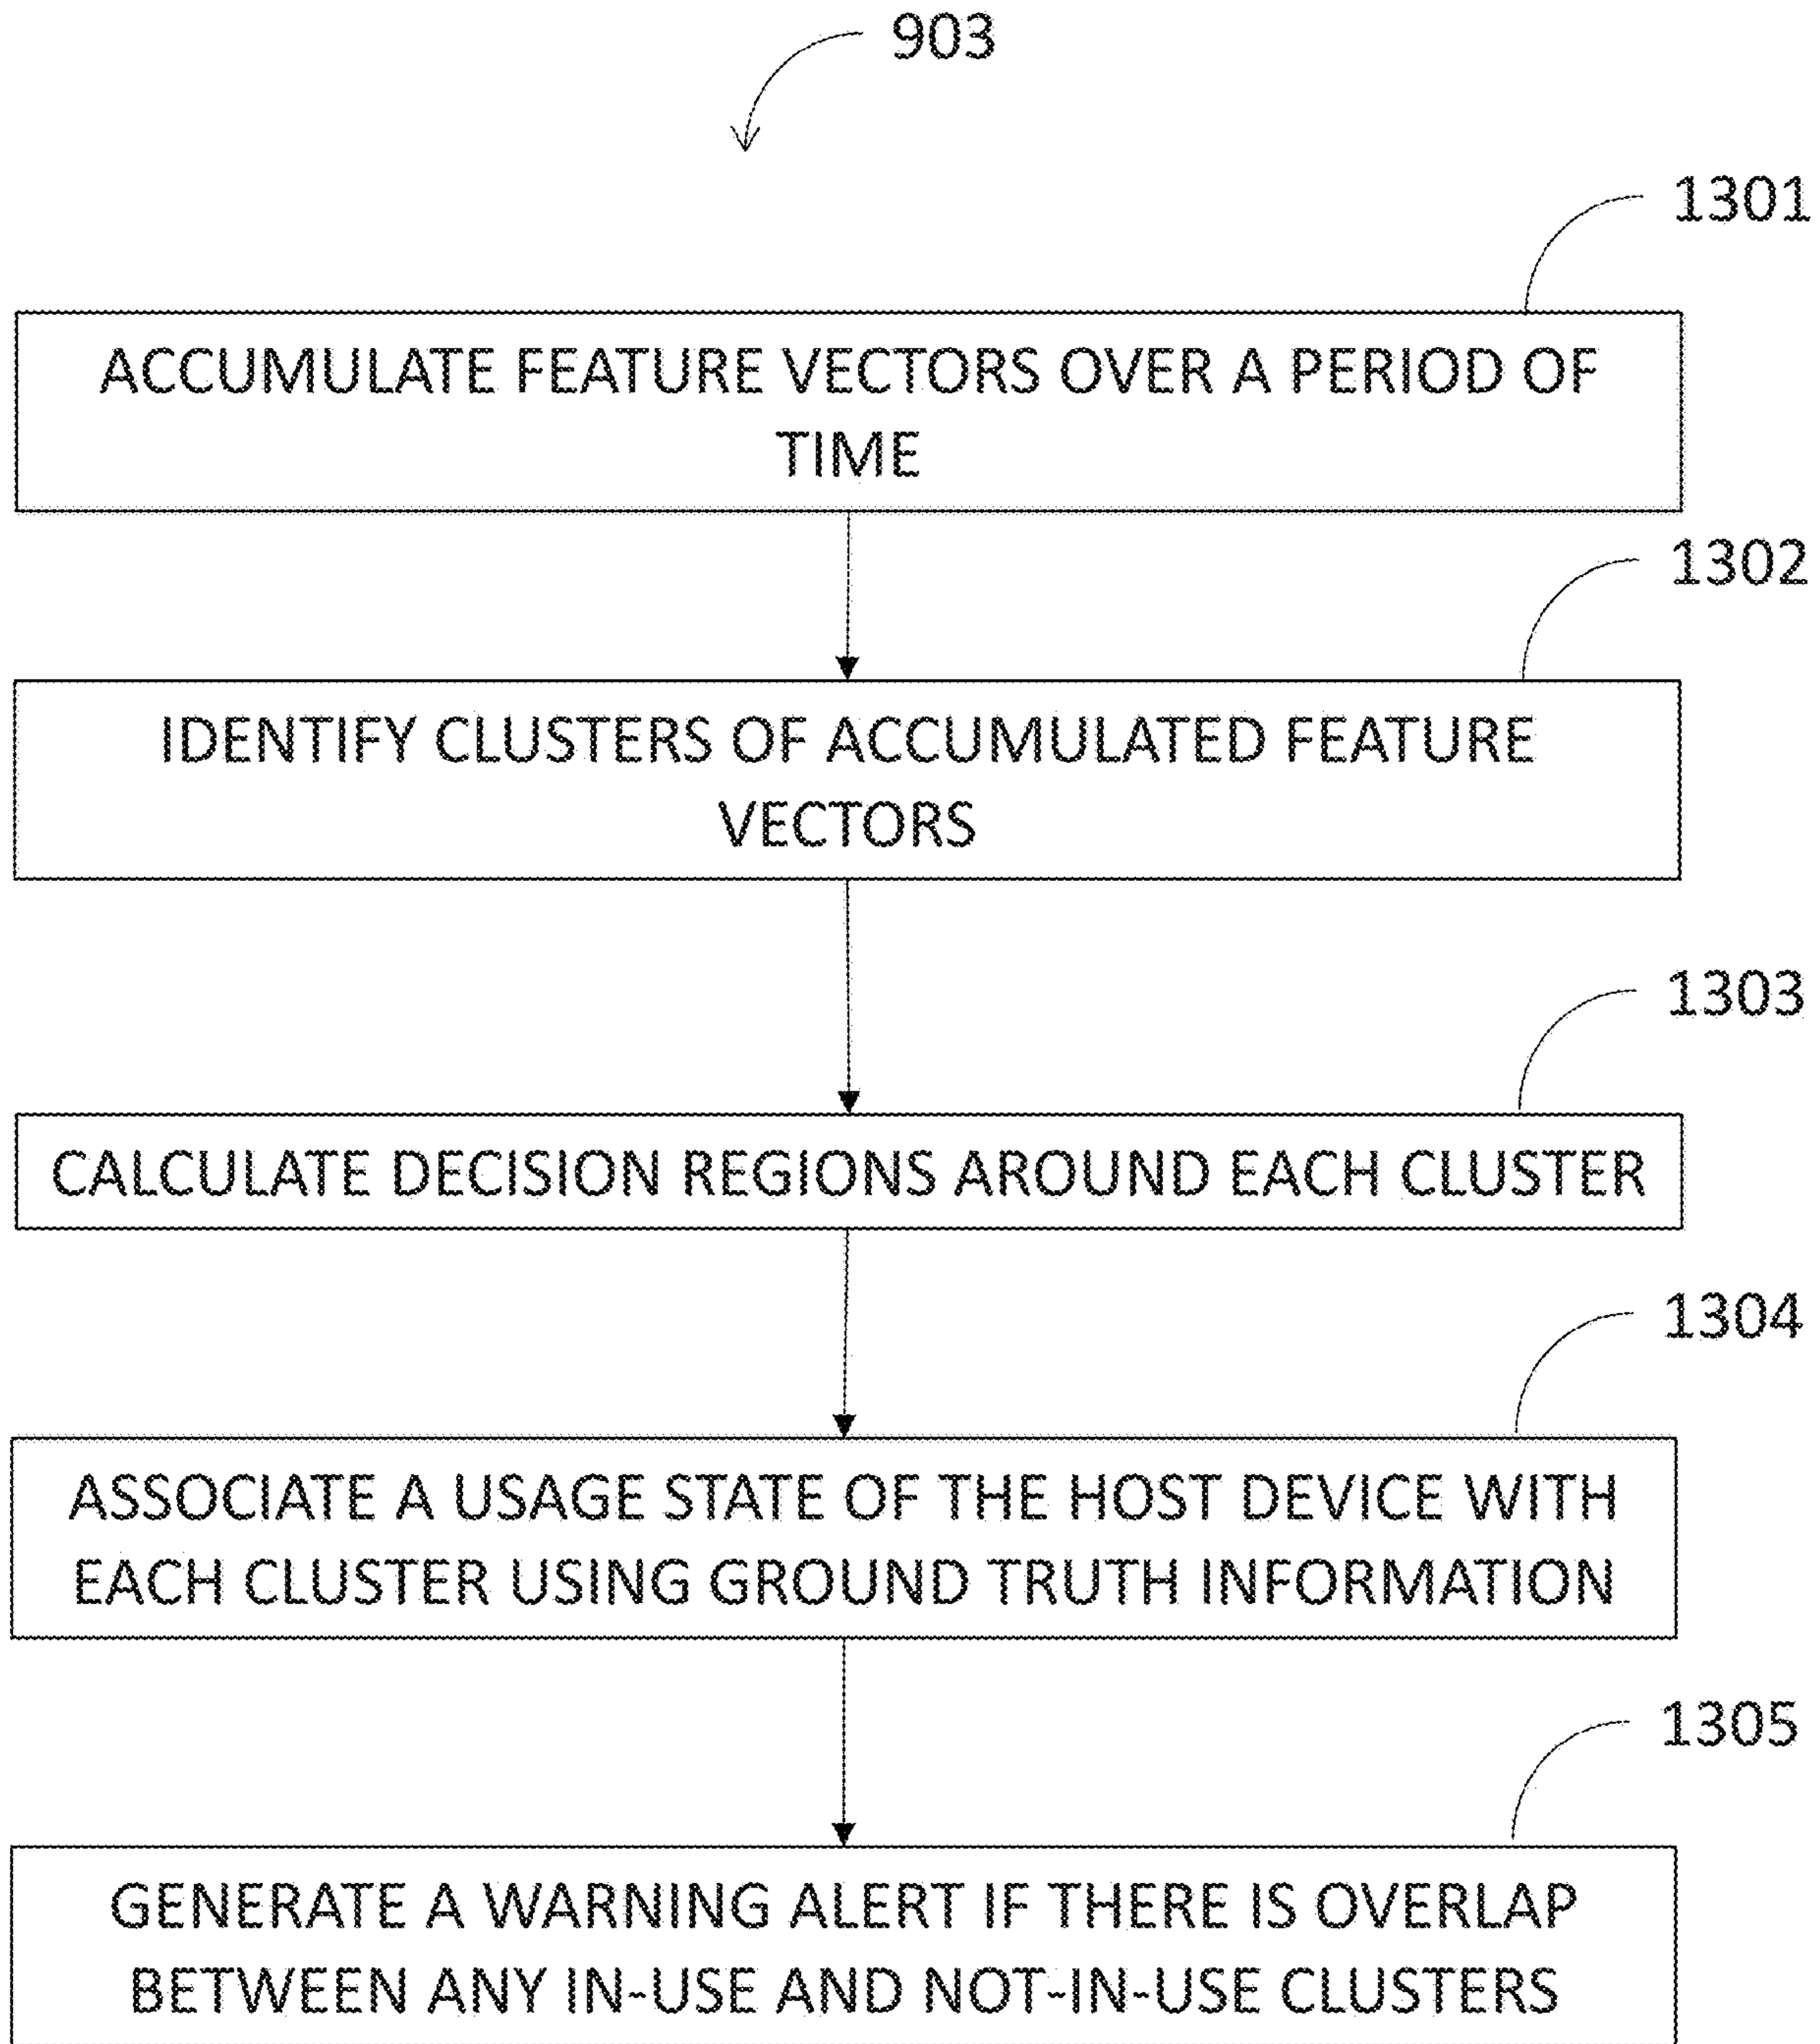 903
1301
ACCUMULATE FEATURE VECTORS OVER A PERIOD OF
TIME
1302
IDENTIFY CLUSTERS OF ACCUMULATED FEATURE
VECTORS
1303
CALCULATE DECISION REGIONS AROUND EACH CLUSTER
1304
ASSOCIATE A USAGE STATE OF THE HOST DEVICE WITH
EACH CLUSTER USING GROUND TRUTH INFORMATION
1305
GENERATE A WARNING ALERT IF THERE IS OVERLAP
BETWEEN ANY IN-USE AND NOT-IN-USE CLUSTERS